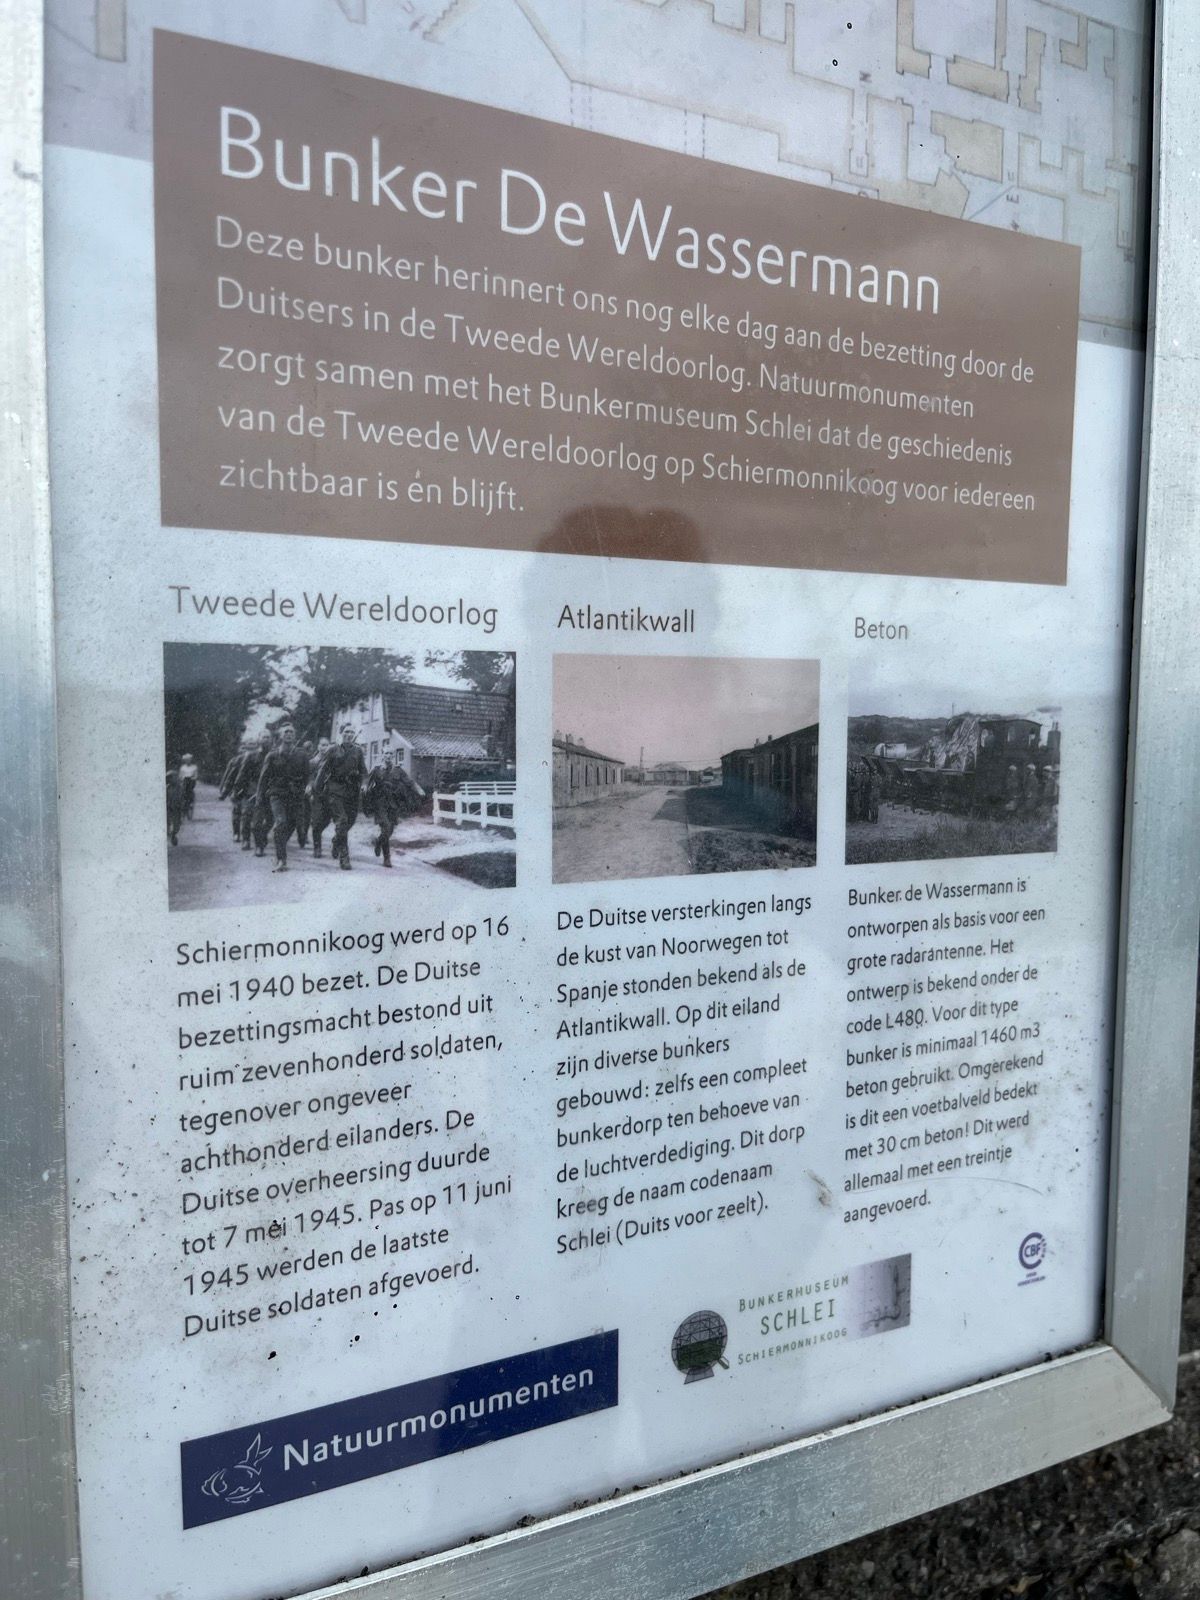 Bunker De Wassermann
Deze bunker herinnert ons nog elke dag aan de bezetting door de
Duitsers in de Tweede Wereldoorlog. Natuurmonumenten
zorgt samen met het Bunkermuseum Schlei dat de geschiedenis
van de Tweede Wereldoorlog op Schiermonnikoog voor iedereen
zichtbaar is én blijft.
Tweede Wereldoorlog
Schiermonnikoog werd op 16
mei 1940 bezet. De Duitse
bezettingsmacht bestond uit
ruim zevenhonderd soldaten,
tegenover ongeveer
achthonderd eilanders. De
Duitse overheersing duurde
tot 7 mei 1945. Pas op 11 juni
1945 werden de laatste
Duitse soldaten afgevoerd.
Atlantikwall
De Duitse versterkingen langs
de kust van Noorwegen tot
Spanje stonden bekend als de
Atlantikwall. Op dit eiland
zijn diverse bunkers
gebouwd: zelfs een compleet
bunkerdorp ten behoeve van
de luchtverdediging. Dit dorp
kreeg de naam codenaam
Schlei (Duits voor zeelt).
Beton
Bunker de Wassermann is
ontworpen als basis voor een
grote radarantenne. Het
ontwerp is bekend onder de
code L480. Voor dit type
bunker is minimaal 1460 m3
beton gebruikt. Omgerekend
is dit een voetbalveld bedekt
met 30 cm beton! Dit werd
allemaal met een treintje
aangevoerd.
Natuurmonumenten
BUNKERMUSEUM
SCHLEI
SCHIERMONNIKOOG
CBF